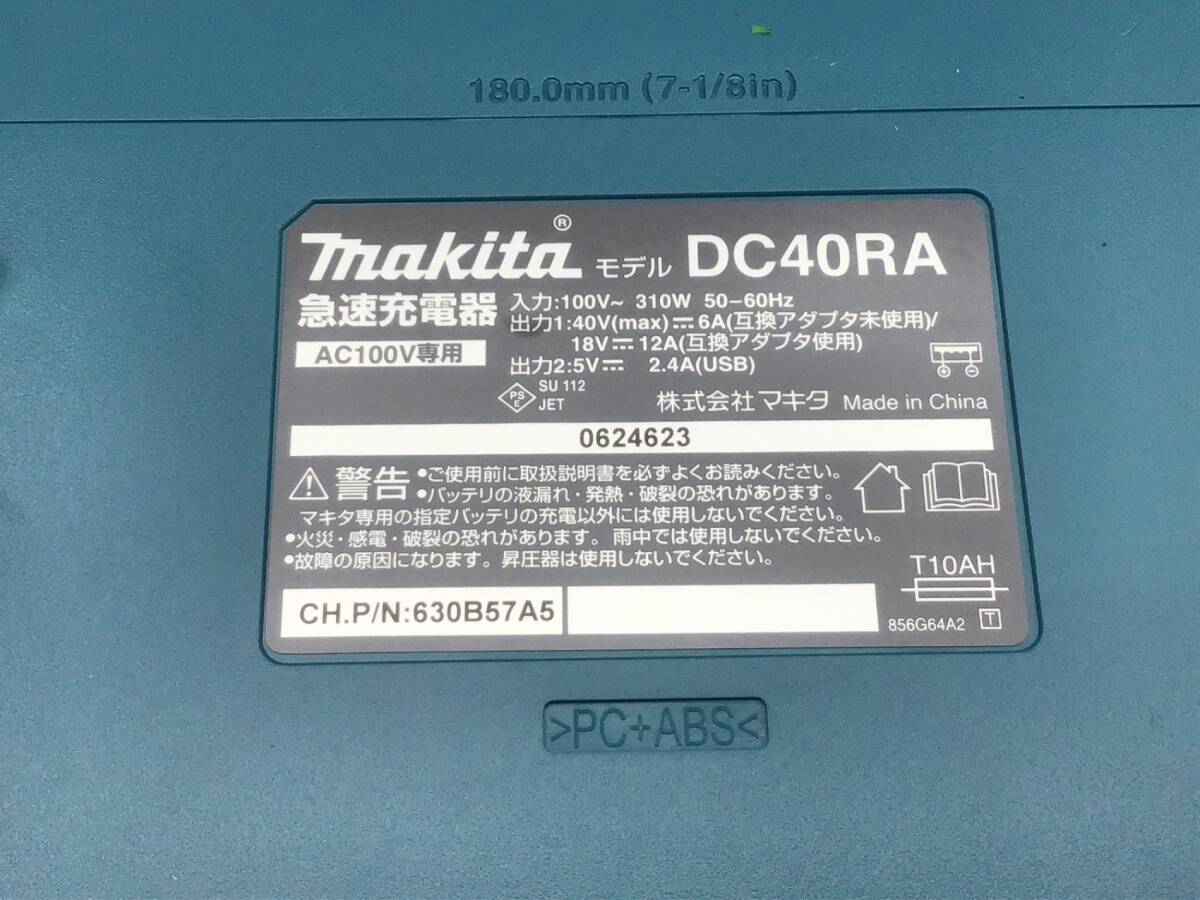 180.0mm (7-1/8in)
makita® モデル DC40RA
急速充電器
AC100V専用
入力:100V~ 310W 50-60Hz
出力1:40V(max)⎓6A(互換アダプタ未使用)/
18V⎓12A(互換アダプタ使用)
出力2:5V⎓ 2.4A(USB)
PS
E
SU 112
JET
株式会社マキタ Made in China
0624623
警告
•ご使用前に取扱説明書を必ずよくお読みください。
•バッテリの液漏れ・発熱・破裂の恐れがあります。
マキタ専用の指定バッテリの充電以外には使用しないでください。
•火災・感電・破裂の恐れがあります。雨中では使用しないでください。
•故障の原因になります。昇圧器は使用しないでください。
T10AH
CH.P/N:630B57A5
856G64A2 T
>PC+ABS<